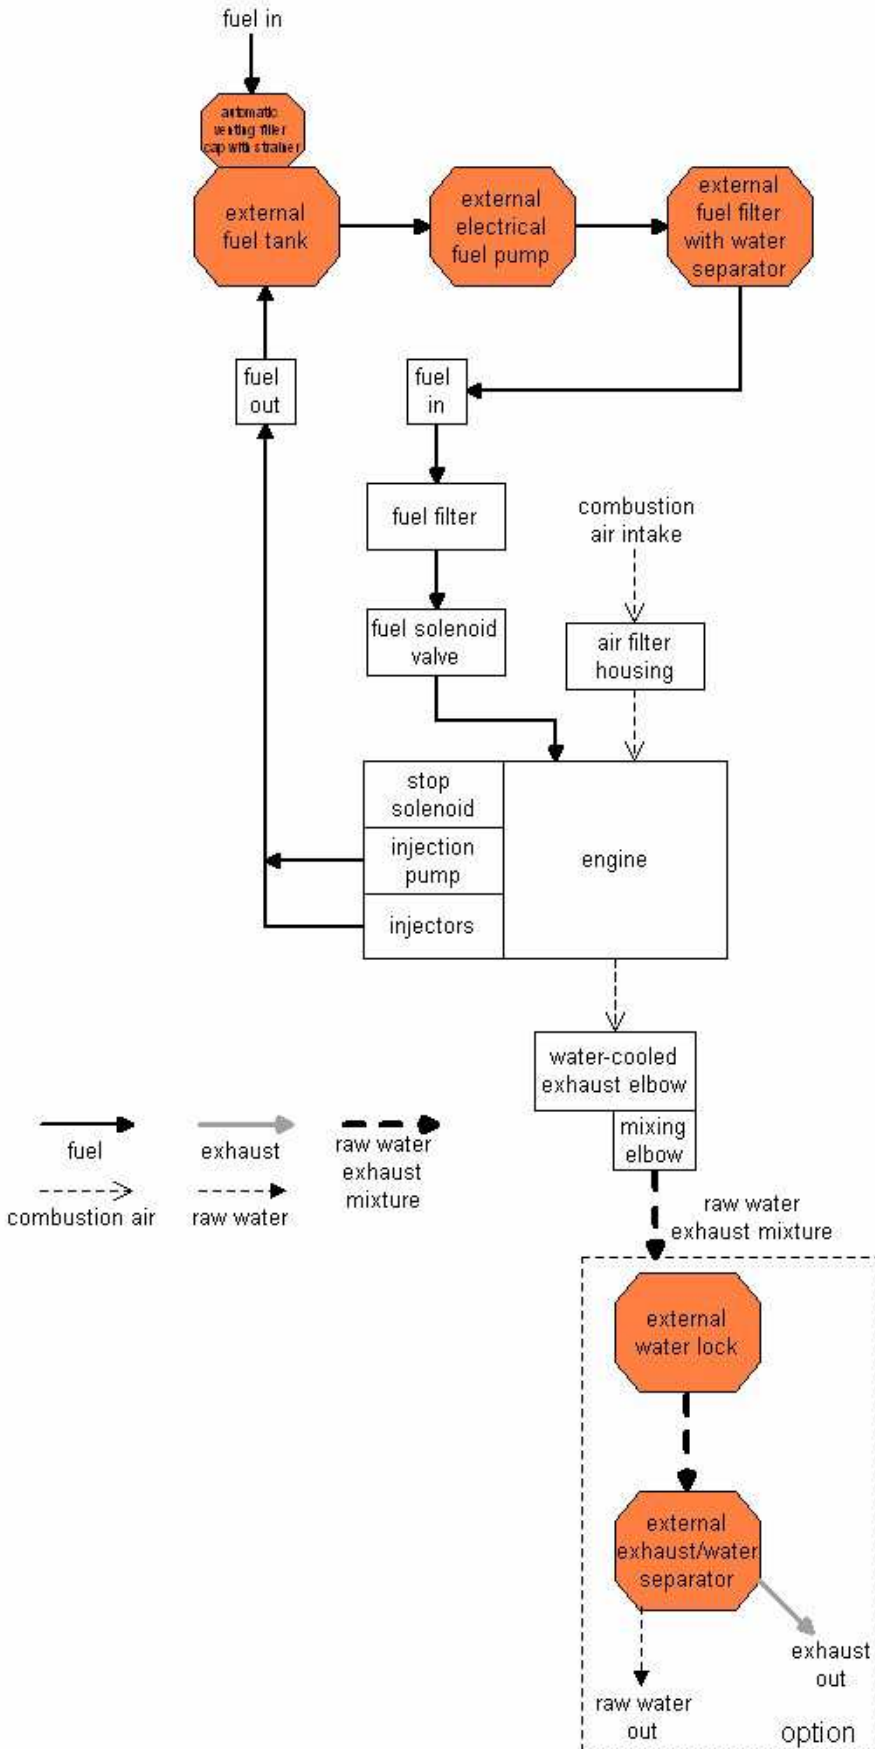 fuel in
automatic
venting filler
cap with strainer
external
fuel tank
external
electrical
fuel pump
external
fuel filter
with water
separator
fuel
out
fuel
in
fuel filter
combustion
air intake
fuel solenoid
valve
air filter
housing
stop
solenoid
injection
pump
injectors
engine
water-cooled
exhaust elbow
mixing
elbow
fuel
exhaust
raw water
exhaust
mixture
combustion air
raw water
raw water
exhaust mixture
external
water lock
external
exhaust/water
separator
exhaust
out
raw water
out
option